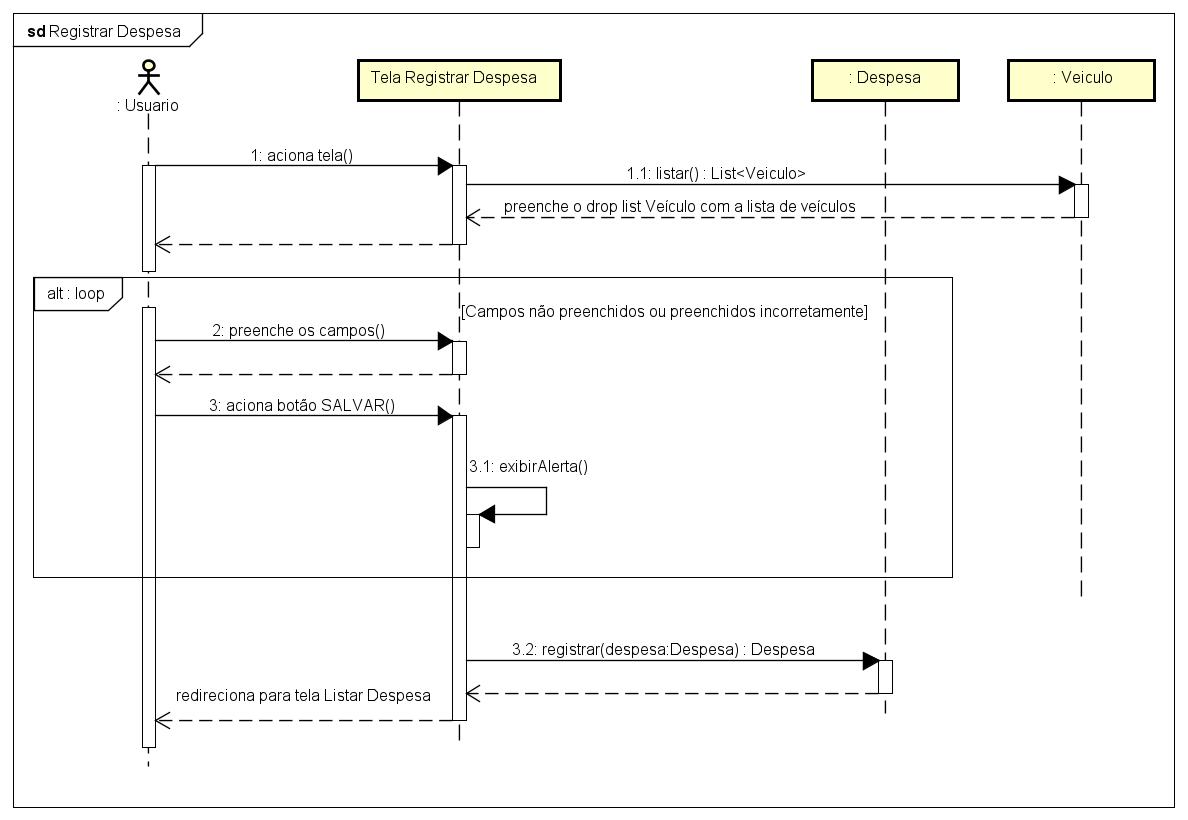 sd Registrar Despesa
: Usuario
Tela Registrar Despesa
: Despesa
: Veiculo
1: aciona tela()
1.1: listar() : List<Veiculo>
preenche o drop list Veículo com a lista de veículos
alt : loop
[Campos não preenchidos ou preenchidos incorretamente]
2: preenche os campos()
3: aciona botão SALVAR()
3.1: exibirAlerta()
3.2: registrar(despesa:Despesa) : Despesa
redireciona para tela Listar Despesa